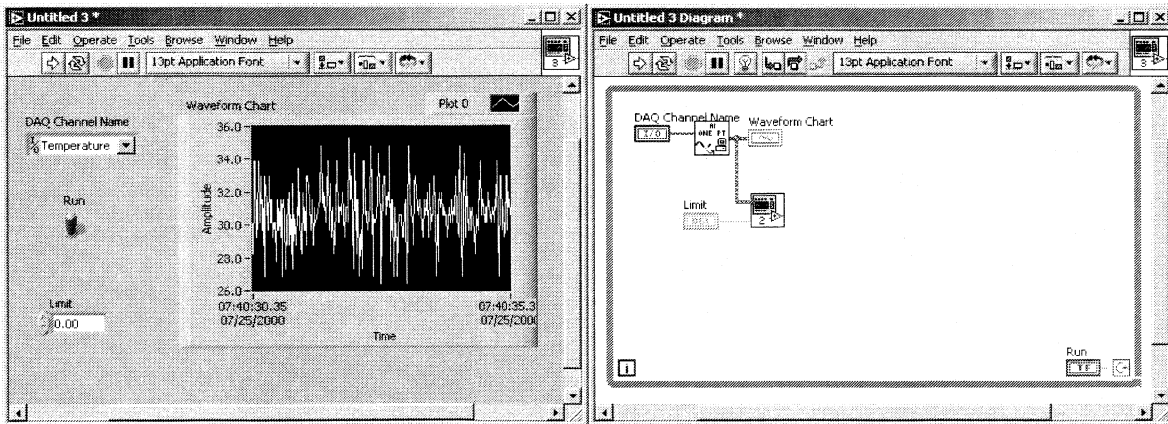 Untitled 3 *
File Edit Operate Tools Browse Window Help
13pt Application Font
3
DAQ Channel Name
Temperature
Run
Limit
0.00
Waveform Chart
Plot 0
Amplitude
36.0
34.0
32.0
30.0
28.0
26.0
07:40:30.35
07/25/2000
07:40:35.3
07/25/200
Time
Untitled 3 Diagram *
File Edit Operate Tools Browse Window Help
13pt Application Font
3
DAQ Channel Name
I/O
AI
ONE PT
Waveform Chart
Limit
2
i
Run
TF